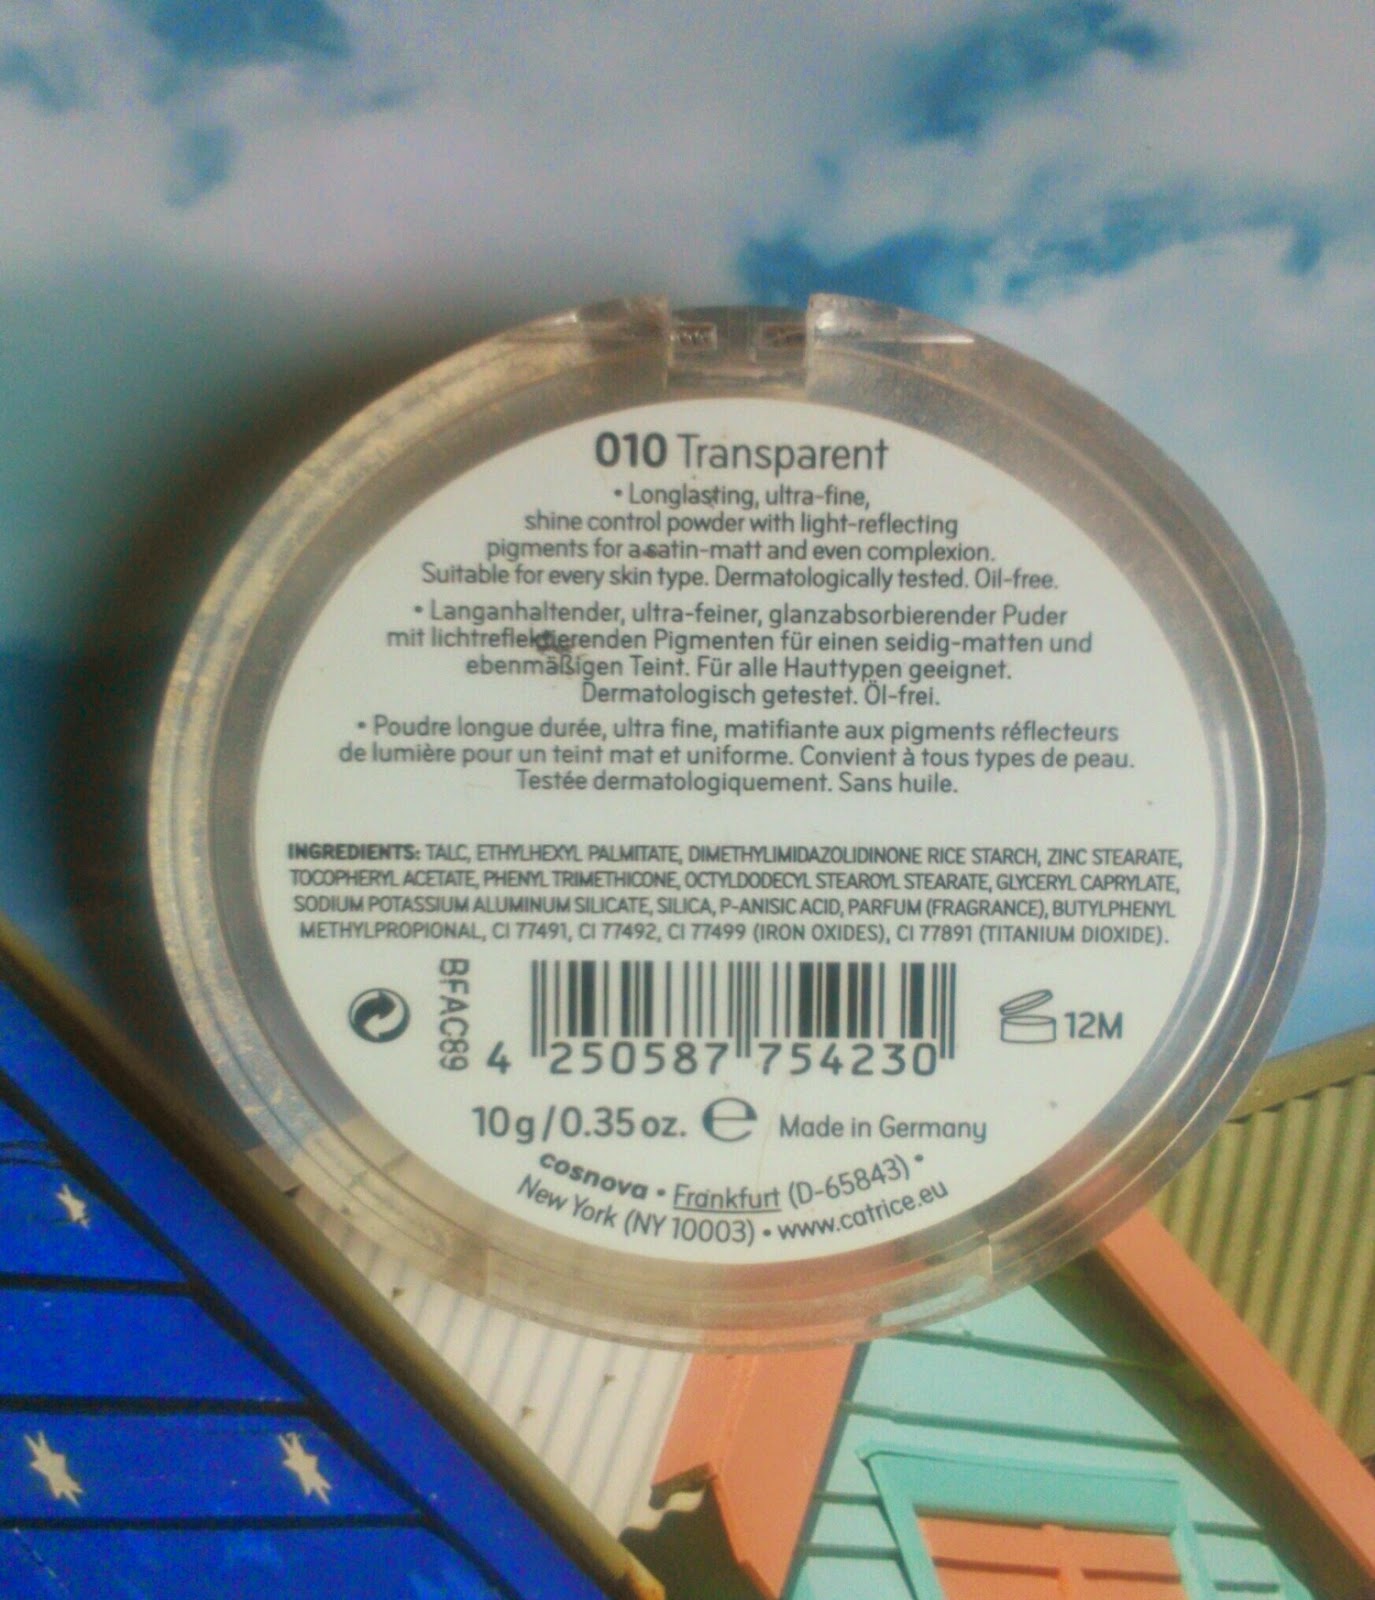 010 Transparent
• Longlasting, ultra-fine,
shine control powder with light-reflecting
pigments for a satin-matt and even complexion.
Suitable for every skin type. Dermatologically tested. Oil-free.
• Langanhaltender, ultra-feiner, glanzabsorbierender Puder
mit lichtreflektierenden Pigmenten für einen seidig-matten und
ebenmäßigen Teint. Für alle Hauttypen geeignet.
Dermatologisch getestet. Öl-frei.
• Poudre longue durée, ultra fine, matifiante aux pigments réflecteurs
de lumière pour un teint mat et uniforme. Convient à tous types de peau.
Testée dermatologiquement. Sans huile.
INGREDIENTS: TALC, ETHYLHEXYL PALMITATE, DIMETHYLIMIDAZOLIDINONE RICE STARCH, ZINC STEARATE,
TOCOPHERYL ACETATE, PHENYL TRIMETHICONE, OCTYLDODECYL STEAROYL STEARATE, GLYCERYL CAPRYLATE,
SODIUM POTASSIUM ALUMINUM SILICATE, SILICA, P-ANISIC ACID, PARFUM (FRAGRANCE), BUTYLPHENYL
METHYLPROPIONAL, CI 77491, CI 77492, CI 77499 (IRON OXIDES), CI 77891 (TITANIUM DIOXIDE).
BFAC89
4 250587 754230
12M
10g/0.35oz. e Made in Germany
cosnova • Frankfurt (D-65843) •
New York (NY 10003) • www.catrice.eu